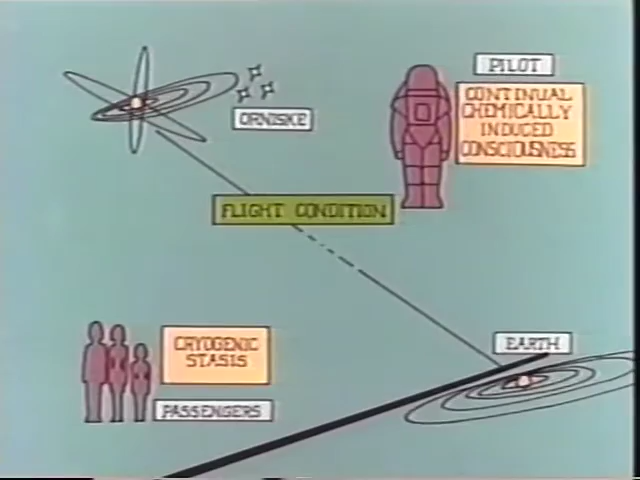 PILOT
CONTINUAL
CHEMICALLY
INDUCED
CONSCIOUSNESS
ORNISKE
FLIGHT CONDITION
EARTH
CRYOGENIC
STASIS
PASSENGERS